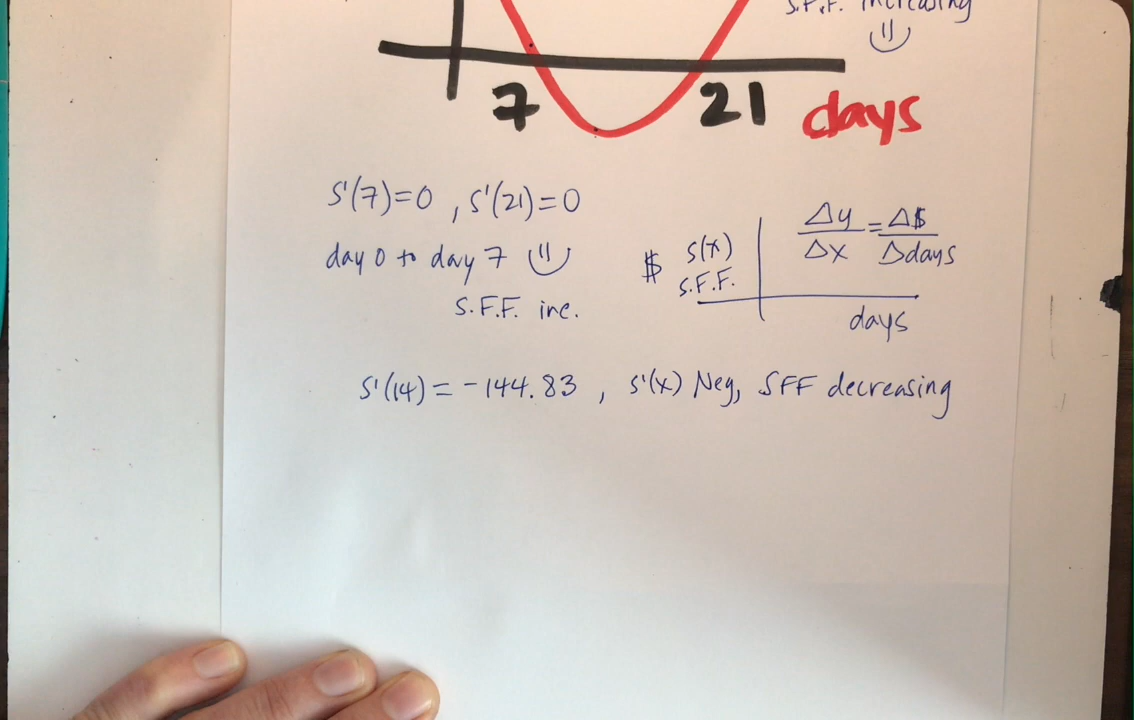 S.F.F. increasing
7 21 days
S'(7)=0 , S'(21)=0
day 0 to day 7
S.F.F. inc.
$ S(x)
S.F.F.
Δy/Δx = Δ$/Δdays
days
S'(14) = -144.83 , S'(x) Neg, SFF decreasing